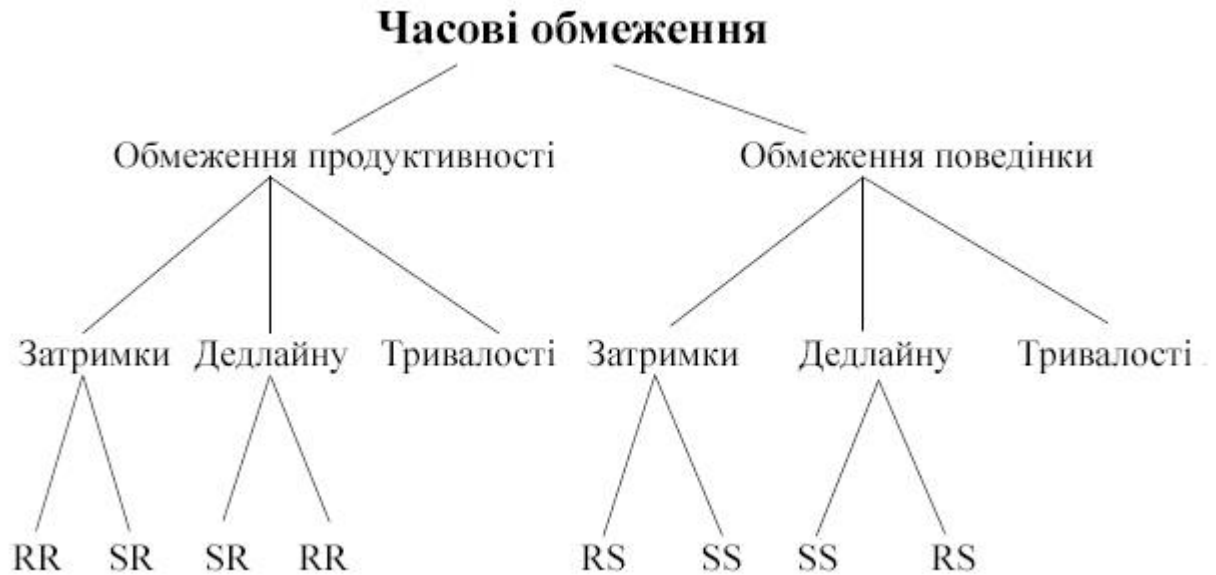 Часові обмеження
Обмеження продуктивності Обмеження поведінки
Затримки Дедлайну Тривалості Затримки Дедлайну Тривалості
RR SR SR RR RS SS SS RS